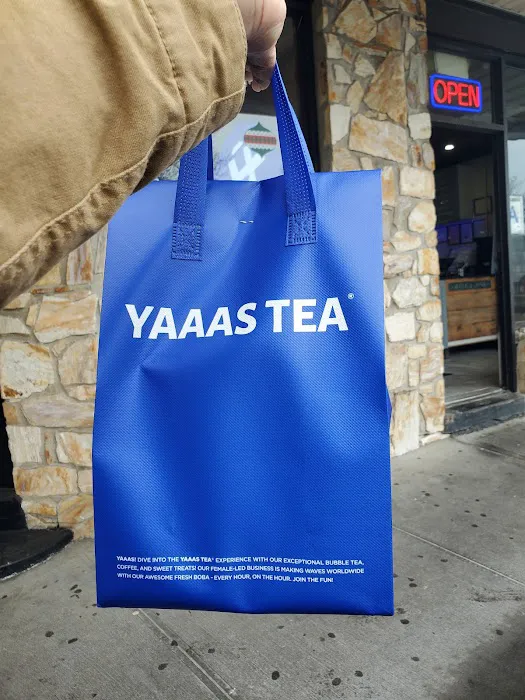 OPEN
YAAAS TEA®
YAAAS! DIVE INTO THE YAAAS TEA® EXPERIENCE WITH OUR EXCEPTIONAL BUBBLE TEA,
COFFEE, AND SWEET TREATS! OUR FEMALE-LED BUSINESS IS MAKING WAVES WORLDWIDE
WITH OUR AWESOME FRESH BOBA - EVERY HOUR, ON THE HOUR. JOIN THE FUN!